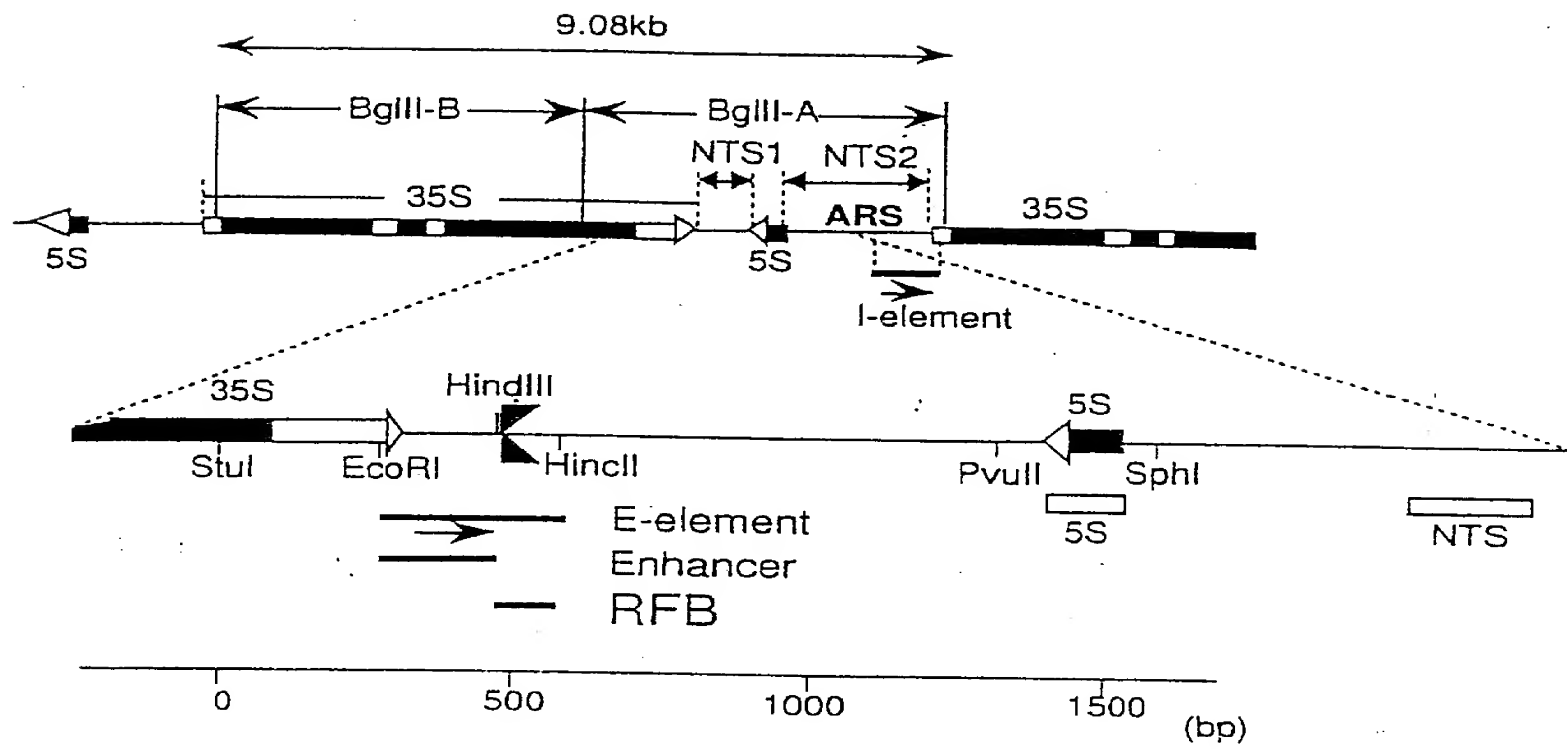 9.08kb
BglII-B BglII-A
NTS1 NTS2
35S ARS 35S
5S 5S
I-element
35S HindIII 5S
StuI EcoRI HincII PvuII SphI
E-element 5S NTS
Enhancer
RFB
0 500 1000 1500
(bp)